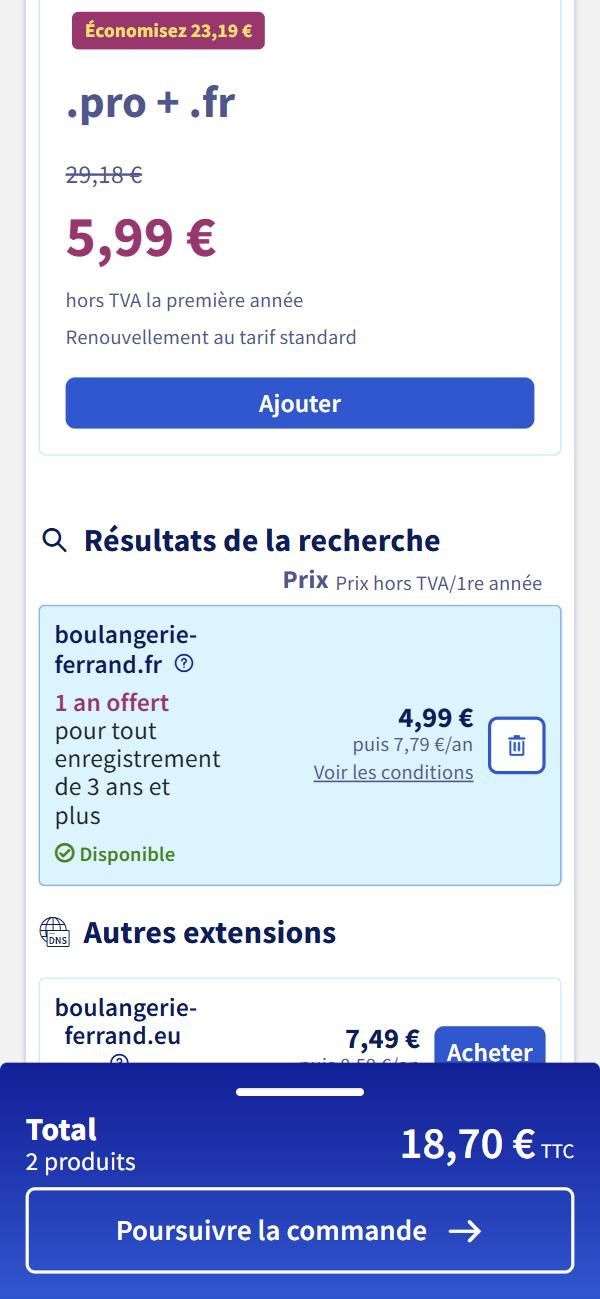 Économisez 23,19 €
.pro + .fr
29,18 €
5,99 €
hors TVA la première année
Renouvellement au tarif standard
Ajouter
Résultats de la recherche
Prix Prix hors TVA/1re année
boulangerie-
ferrand.fr
1 an offert
pour tout
enregistrement
de 3 ans et
plus
Disponible
4,99 €
puis 7,79 €/an
Voir les conditions
DNS
Autres extensions
boulangerie-
ferrand.eu
7,49 €
Acheter
Total
2 produits
18,70 € TTC
Poursuivre la commande